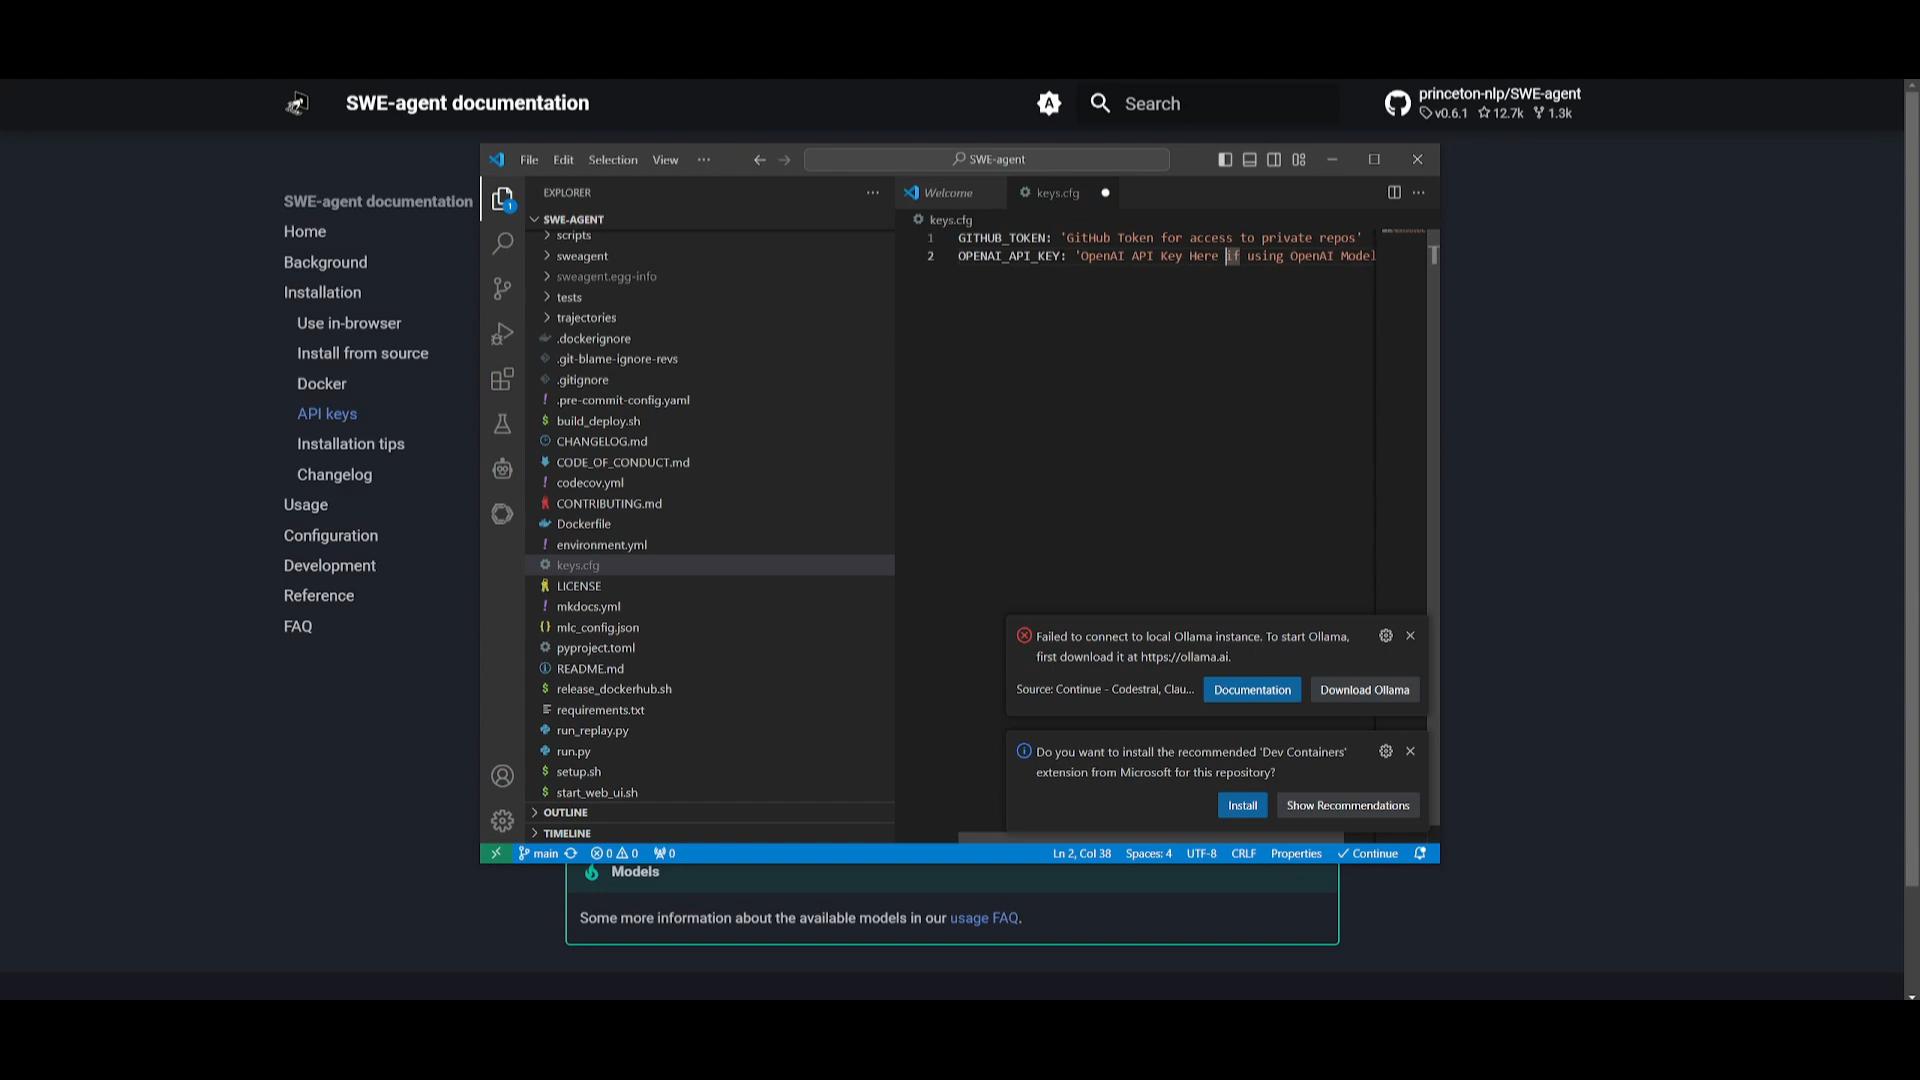 SWE-agent documentation
Search
princeton-nlp/SWE-agent
v0.6.1 12.7k 1.3k
SWE-agent documentation
Home
Background
Installation
Use in-browser
Install from source
Docker
API keys
Installation tips
Changelog
Usage
Configuration
Development
Reference
FAQ
File Edit Selection View ··· SWE-agent
EXPLORER
SWE-AGENT
scripts
sweagent
sweagent.egg-info
tests
trajectories
.dockerignore
.git-blame-ignore-revs
.gitignore
.pre-commit-config.yaml
build_deploy.sh
CHANGELOG.md
CODE_OF_CONDUCT.md
codecov.yml
CONTRIBUTING.md
Dockerfile
environment.yml
keys.cfg
LICENSE
mkdocs.yml
mlc_config.json
pyproject.toml
README.md
release_dockerhub.sh
requirements.txt
run_replay.py
run.py
setup.sh
start_web_ui.sh
OUTLINE
TIMELINE
Welcome keys.cfg
keys.cfg
1 GITHUB_TOKEN: 'GitHub Token for access to private repos'
2 OPENAI_API_KEY: 'OpenAI API Key Here if using OpenAI Model
Failed to connect to local Ollama instance. To start Ollama,
first download it at https://ollama.ai.
Source: Continue - Codestral, Clau... Documentation Download Ollama
Do you want to install the recommended 'Dev Containers'
extension from Microsoft for this repository?
Install Show Recommendations
main 0 0 0 Ln 2, Col 38 Spaces: 4 UTF-8 CRLF Properties Continue
Models
Some more information about the available models in our usage FAQ.